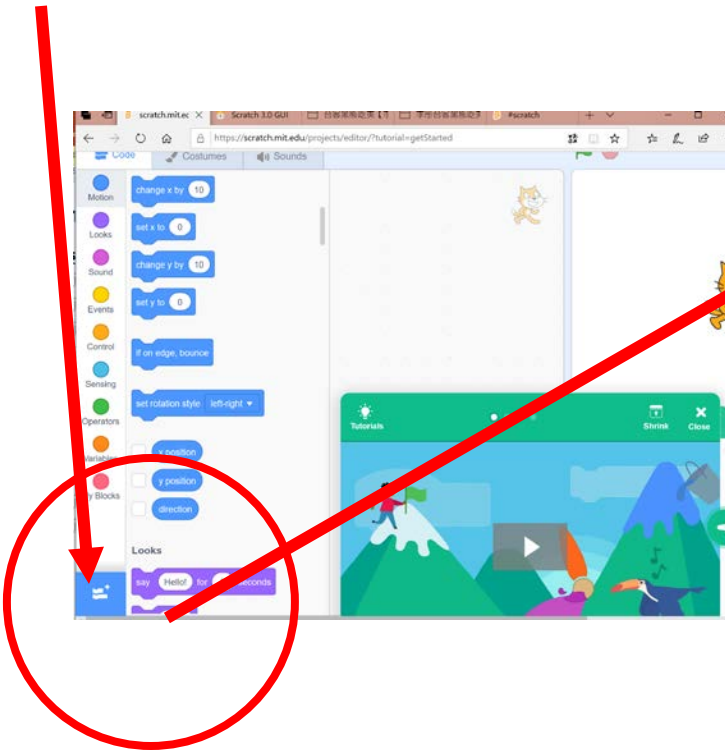 scratch.mit.ec
Scratch 3.0 GUI
#scratch
https://scratch.mit.edu/projects/editor/?tutorial=getStarted
Code
Costumes
Sounds
Motion
Looks
Sound
Events
Control
Sensing
Operators
Variables
y Blocks
change x by 10
set x to 0
change y by 10
set y to 0
if on edge, bounce
set rotation style left-right
x position
y position
direction
Looks
say Hello! for seconds
Tutorials
Shrink
Close